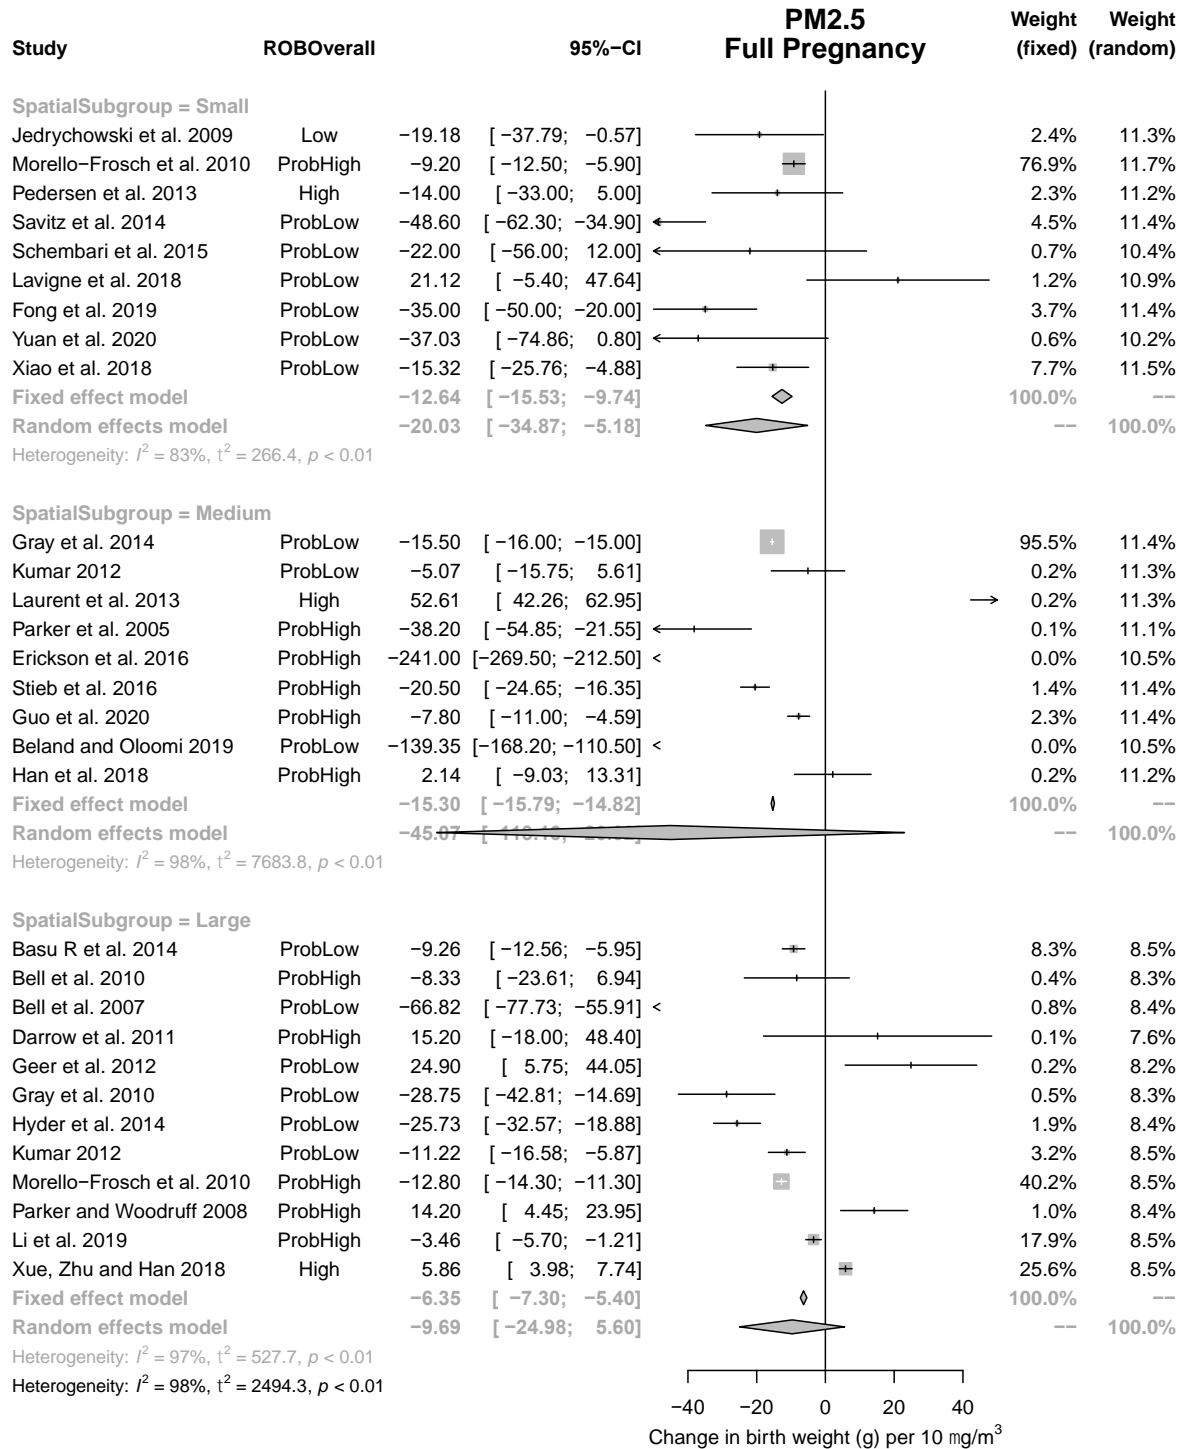 PM2.5 Weight Weight
Study ROBOverall 95%−CI Full Pregnancy (fixed) (random)
SpatialSubgroup = Small
Jedrychowski et al. 2009 Low −19.18 [ −37.79; −0.57] 2.4% 11.3%
Morello−Frosch et al. 2010 ProbHigh −9.20 [ −12.50; −5.90] 76.9% 11.7%
Pedersen et al. 2013 High −14.00 [ −33.00; 5.00] 2.3% 11.2%
Savitz et al. 2014 ProbLow −48.60 [ −62.30; −34.90] 4.5% 11.4%
Schembari et al. 2015 ProbLow −22.00 [ −56.00; 12.00] 0.7% 10.4%
Lavigne et al. 2018 ProbLow 21.12 [ −5.40; 47.64] 1.2% 10.9%
Fong et al. 2019 ProbLow −35.00 [ −50.00; −20.00] 3.7% 11.4%
Yuan et al. 2020 ProbLow −37.03 [ −74.86; 0.80] 0.6% 10.2%
Xiao et al. 2018 ProbLow −15.32 [ −25.76; −4.88] 7.7% 11.5%
Fixed effect model −12.64 [ −15.53; −9.74] 100.0% −−
Random effects model −20.03 [ −34.87; −5.18] −− 100.0%
Heterogeneity: I² = 83%, t² = 266.4, p < 0.01
SpatialSubgroup = Medium
Gray et al. 2014 ProbLow −15.50 [ −16.00; −15.00] 95.5% 11.4%
Kumar 2012 ProbLow −5.07 [ −15.75; 5.61] 0.2% 11.3%
Laurent et al. 2013 High 52.61 [ 42.26; 62.95] 0.2% 11.3%
Parker et al. 2005 ProbHigh −38.20 [ −54.85; −21.55] 0.1% 11.1%
Erickson et al. 2016 ProbHigh −241.00 [−269.50; −212.50] 0.0% 10.5%
Stieb et al. 2016 ProbHigh −20.50 [ −24.65; −16.35] 1.4% 11.4%
Guo et al. 2020 ProbHigh −7.80 [ −11.00; −4.59] 2.3% 11.4%
Beland and Oloomi 2019 ProbLow −139.35 [−168.20; −110.50] 0.0% 10.5%
Han et al. 2018 ProbHigh 2.14 [ −9.03; 13.31] 0.2% 11.2%
Fixed effect model −15.30 [ −15.79; −14.82] 100.0% −−
Random effects model −45.07 −− 100.0%
Heterogeneity: I² = 98%, t² = 7683.8, p < 0.01
SpatialSubgroup = Large
Basu R et al. 2014 ProbLow −9.26 [ −12.56; −5.95] 8.3% 8.5%
Bell et al. 2010 ProbHigh −8.33 [ −23.61; 6.94] 0.4% 8.3%
Bell et al. 2007 ProbLow −66.82 [ −77.73; −55.91] 0.8% 8.4%
Darrow et al. 2011 ProbHigh 15.20 [ −18.00; 48.40] 0.1% 7.6%
Geer et al. 2012 ProbLow 24.90 [ 5.75; 44.05] 0.2% 8.2%
Gray et al. 2010 ProbLow −28.75 [ −42.81; −14.69] 0.5% 8.3%
Hyder et al. 2014 ProbLow −25.73 [ −32.57; −18.88] 1.9% 8.4%
Kumar 2012 ProbLow −11.22 [ −16.58; −5.87] 3.2% 8.5%
Morello−Frosch et al. 2010 ProbHigh −12.80 [ −14.30; −11.30] 40.2% 8.5%
Parker and Woodruff 2008 ProbHigh 14.20 [ 4.45; 23.95] 1.0% 8.4%
Li et al. 2019 ProbHigh −3.46 [ −5.70; −1.21] 17.9% 8.5%
Xue, Zhu and Han 2018 High 5.86 [ 3.98; 7.74] 25.6% 8.5%
Fixed effect model −6.35 [ −7.30; −5.40] 100.0% −−
Random effects model −9.69 [ −24.98; 5.60] −− 100.0%
Heterogeneity: I² = 97%, t² = 527.7, p < 0.01
Heterogeneity: I² = 98%, t² = 2494.3, p < 0.01
−40 −20 0 20 40
Change in birth weight (g) per 10 mg/m³